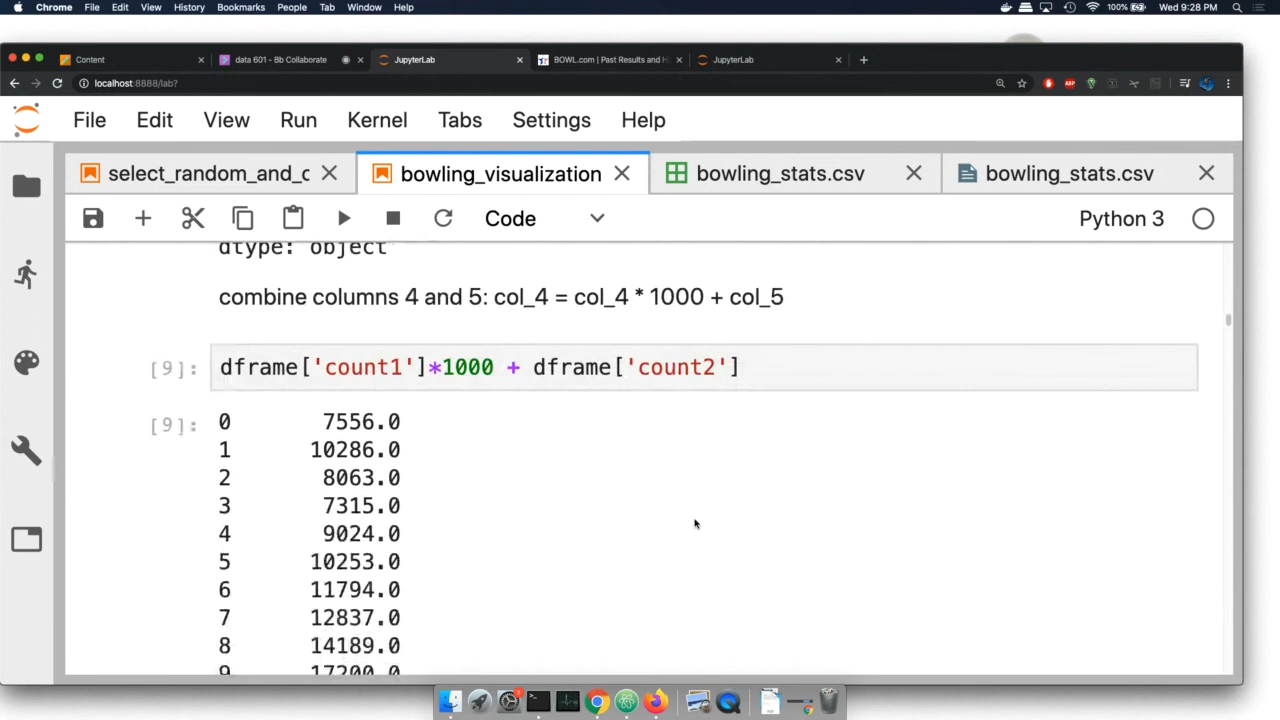 Chrome File Edit View History Bookmarks People Tab Window Help 100% Wed 9:28 PM
Content data 601 - Bb Collaborate JupyterLab BOWL.com | Past Results and H JupyterLab
localhost:8888/lab?
File Edit View Run Kernel Tabs Settings Help
select_random_and_c bowling_visualization bowling_stats.csv bowling_stats.csv
Code Python 3
dtype: object
combine columns 4 and 5: col_4 = col_4 * 1000 + col_5
[9]: dframe['count1']*1000 + dframe['count2']
[9]: 0 7556.0
1 10286.0
2 8063.0
3 7315.0
4 9024.0
5 10253.0
6 11794.0
7 12837.0
8 14189.0
9 17200.0